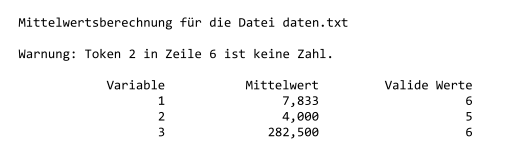 Mittelwertsberechnung für die Datei daten.txt
Warnung: Token 2 in Zeile 6 ist keine Zahl.
Variable Mittelwert Valide Werte
1 7,833 6
2 4,000 5
3 282,500 6